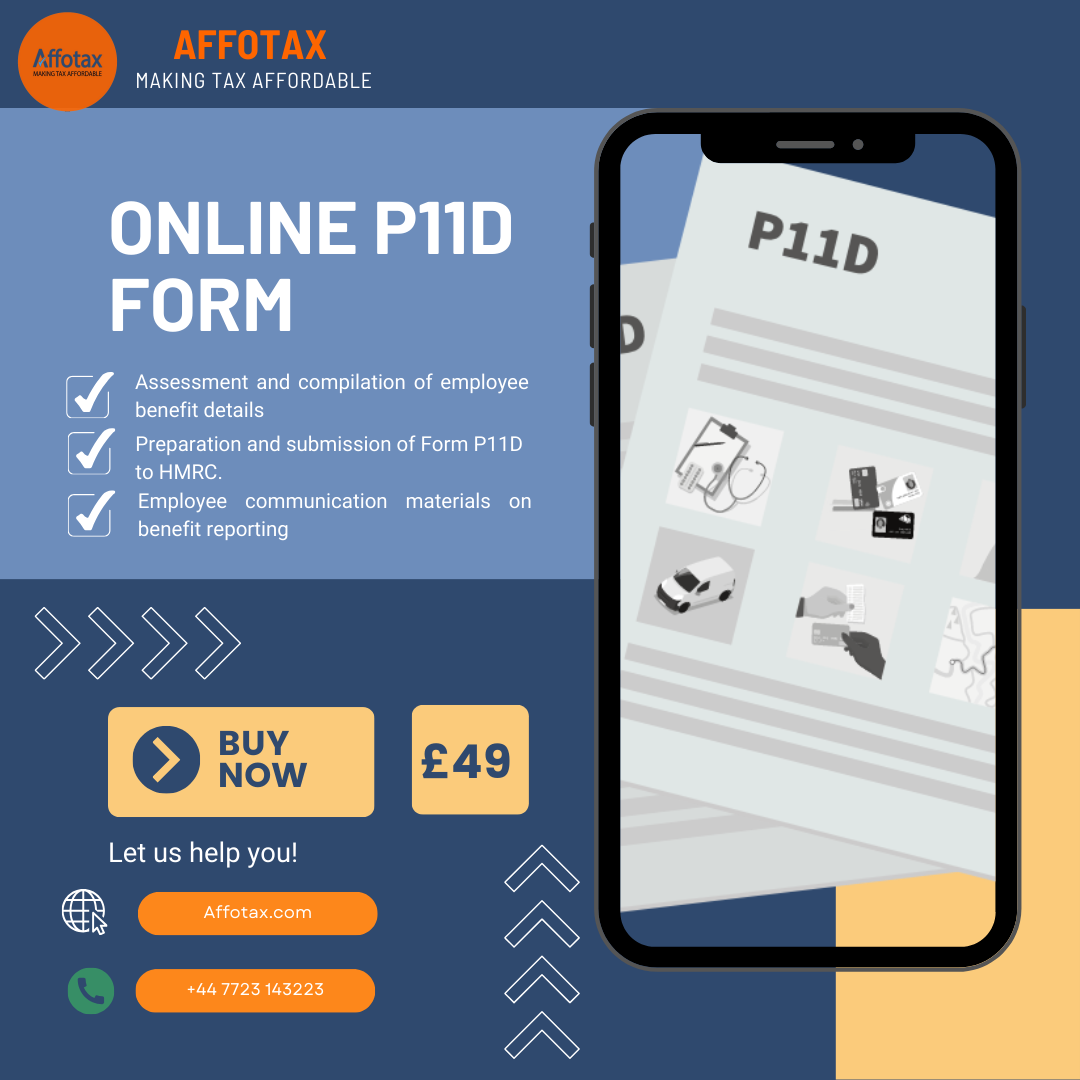 Affotax
MAKING TAX AFFORDABLE
AFFOTAX
MAKING TAX AFFORDABLE
ONLINE P11D
FORM
Assessment and compilation of employee
benefit details
Preparation and submission of Form P11D
to HMRC.
Employee communication materials on
benefit reporting
P11D
D
BUY
NOW
£49
Let us help you!
Affotax.com
+44 7723 143223